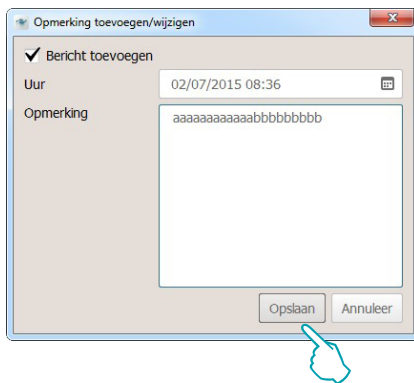 Opmerking toevoegen/wijzigen
Bericht toevoegen
Uur 02/07/2015 08:36
Opmerking aaaaaaaaaaaabbbbbbbbb
Opslaan Annuleer